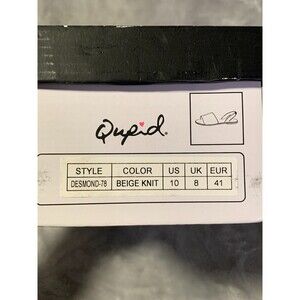 Qupid.
STYLE COLOR US UK EUR
DESMOND-78 BEIGE KNIT 10 8 41